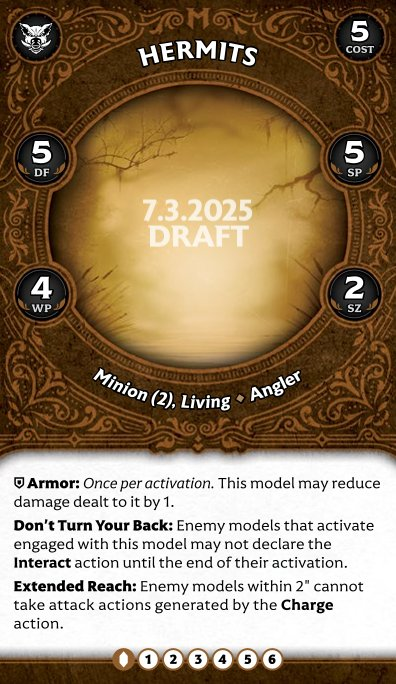 HERMITS
5
COST
5
DF
5
SP
7.3.2025
DRAFT
4
WP
2
SZ
Minion (2), Living ◆ Angler
Armor: Once per activation. This model may reduce
damage dealt to it by 1.
Don't Turn Your Back: Enemy models that activate
engaged with this model may not declare the
Interact action until the end of their activation.
Extended Reach: Enemy models within 2" cannot
take attack actions generated by the Charge
action.
1 2 3 4 5 6